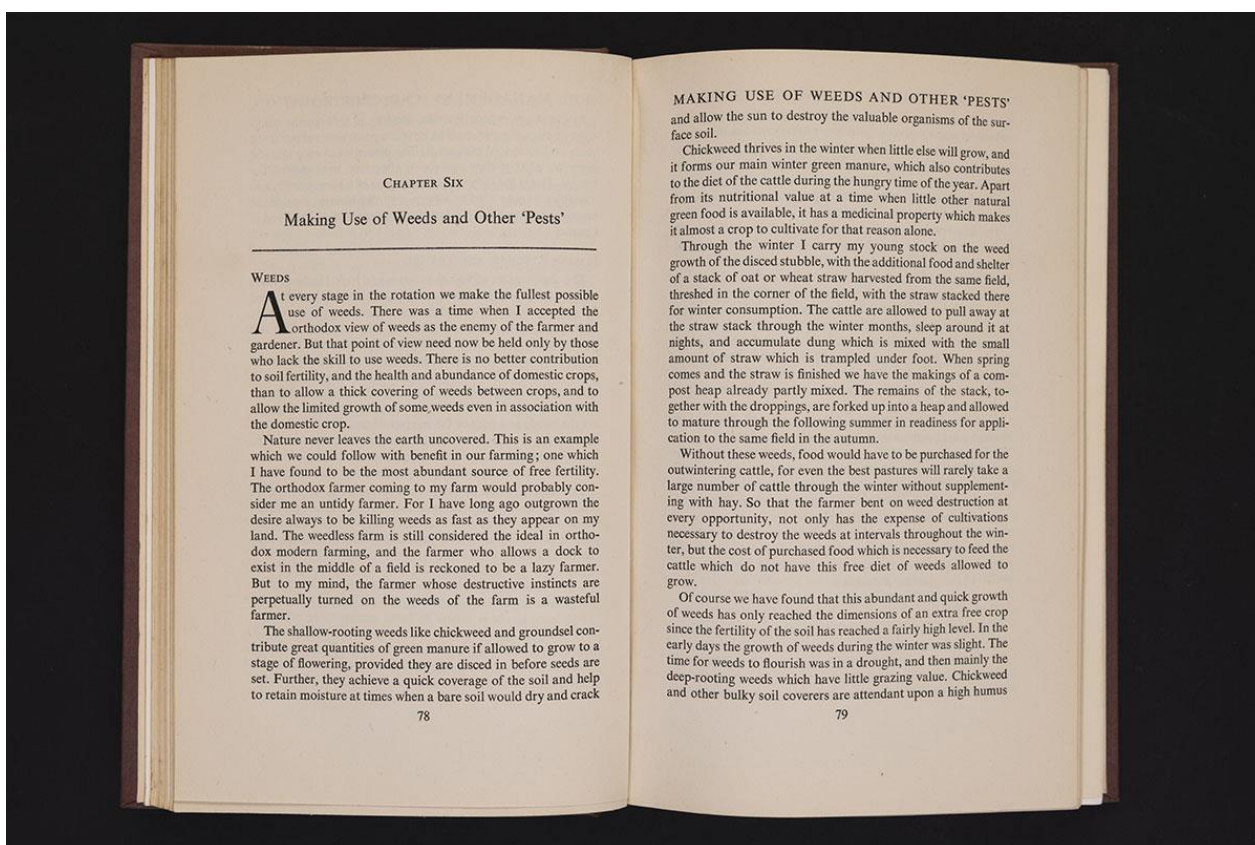 CHAPTER SIX
Making Use of Weeds and Other 'Pests'
WEEDS
At every stage in the rotation we make the fullest possible
use of weeds. There was a time when I accepted the
orthodox view of weeds as the enemy of the farmer and
gardener. But that point of view need now be held only by those
who lack the skill to use weeds. There is no better contribution
to soil fertility, and the health and abundance of domestic crops,
than to allow a thick covering of weeds between crops, and to
allow the limited growth of some weeds even in association with
the domestic crop.
Nature never leaves the earth uncovered. This is an example
which we could follow with benefit in our farming; one which
I have found to be the most abundant source of free fertility.
The orthodox farmer coming to my farm would probably con-
sider me an untidy farmer. For I have long ago outgrown the
desire always to be killing weeds as fast as they appear on my
land. The weedless farm is still considered the ideal in ortho-
dox modern farming, and the farmer who allows a dock to
exist in the middle of a field is reckoned to be a lazy farmer.
But to my mind, the farmer whose destructive instincts are
perpetually turned on the weeds of the farm is a wasteful
farmer.
The shallow-rooting weeds like chickweed and groundsel con-
tribute great quantities of green manure if allowed to grow to a
stage of flowering, provided they are disced in before seeds are
set. Further, they achieve a quick coverage of the soil and help
to retain moisture at times when a bare soil would dry and crack
78
MAKING USE OF WEEDS AND OTHER 'PESTS'
and allow the sun to destroy the valuable organisms of the sur-
face soil.
Chickweed thrives in the winter when little else will grow, and
it forms our main winter green manure, which also contributes
to the diet of the cattle during the hungry time of the year. Apart
from its nutritional value at a time when little other natural
green food is available, it has a medicinal property which makes
it almost a crop to cultivate for that reason alone.
Through the winter I carry my young stock on the weed
growth of the disced stubble, with the additional food and shelter
of a stack of oat or wheat straw harvested from the same field,
threshed in the corner of the field, with the straw stacked there
for winter consumption. The cattle are allowed to pull away at
the straw stack through the winter months, sleep around it at
nights, and accumulate dung which is mixed with the small
amount of straw which is trampled under foot. When spring
comes and the straw is finished we have the makings of a com-
post heap already partly mixed. The remains of the stack, to-
gether with the droppings, are forked up into a heap and allowed
to mature through the following summer in readiness for appli-
cation to the same field in the autumn.
Without these weeds, food would have to be purchased for the
outwintering cattle, for even the best pastures will rarely take a
large number of cattle through the winter without supplement-
ing with hay. So that the farmer bent on weed destruction at
every opportunity, not only has the expense of cultivations
necessary to destroy the weeds at intervals throughout the win-
ter, but the cost of purchased food which is necessary to feed the
cattle which do not have this free diet of weeds allowed to
grow.
Of course we have found that this abundant and quick growth
of weeds has only reached the dimensions of an extra free crop
since the fertility of the soil has reached a fairly high level. In the
early days the growth of weeds during the winter was slight. The
time for weeds to flourish was in a drought, and then mainly the
deep-rooting weeds which have little grazing value. Chickweed
and other bulky soil coverers are attendant upon a high humus
79